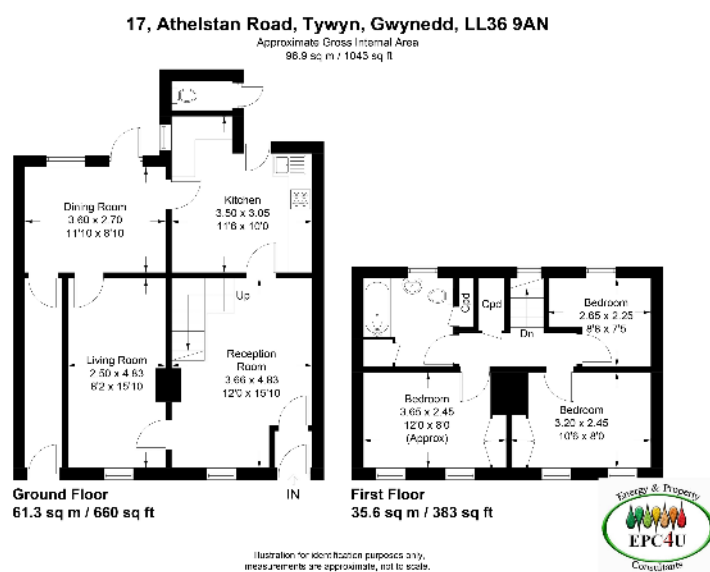 17, Athelstan Road, Tywyn, Gwynedd, LL36 9AN
Approximate Gross Internal Area
96.9 sq m / 1043 sq ft
Dining Room
3.60 x 2.70
11'10 x 8'10
Kitchen
3.50 x 3.05
11'6 x 10'0
Up
Living Room
2.50 x 4.83
8'2 x 15'10
Reception
Room
3.66 x 4.83
12'0 x 15'10
IN
Ground Floor
61.3 sq m / 660 sq ft
Cpd
Cpd
Dn
Bedroom
2.65 x 2.25
8'8 x 7'5
Bedroom
3.65 x 2.45
12'0 x 8'0
(Approx)
Bedroom
3.20 x 2.45
10'6 x 8'0
First Floor
35.6 sq m / 383 sq ft
Energy & Property
EPC4U
Consultants
Illustration for identification purposes only,
measurements are approximate, not to scale.